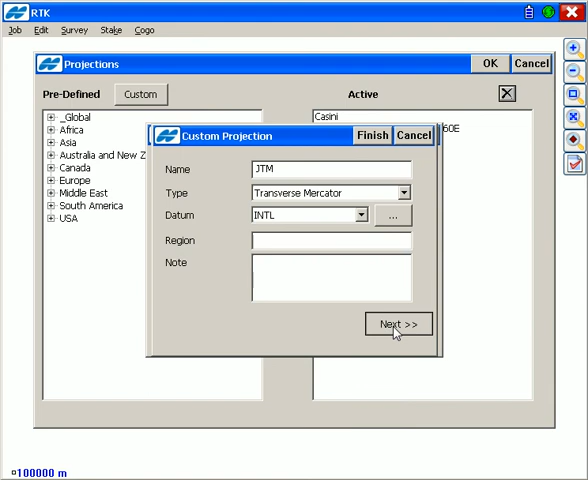 RTK
Job Edit Survey Stake Cogo
Projections OK Cancel
Pre-Defined Custom Active
_Global
Africa
Asia
Australia and New Z
Canada
Europe
Middle East
South America
USA
Casini
60E
Custom Projection Finish Cancel
Name JTM
Type Transverse Mercator
Datum INTL ...
Region
Note
Next >>
100000 m